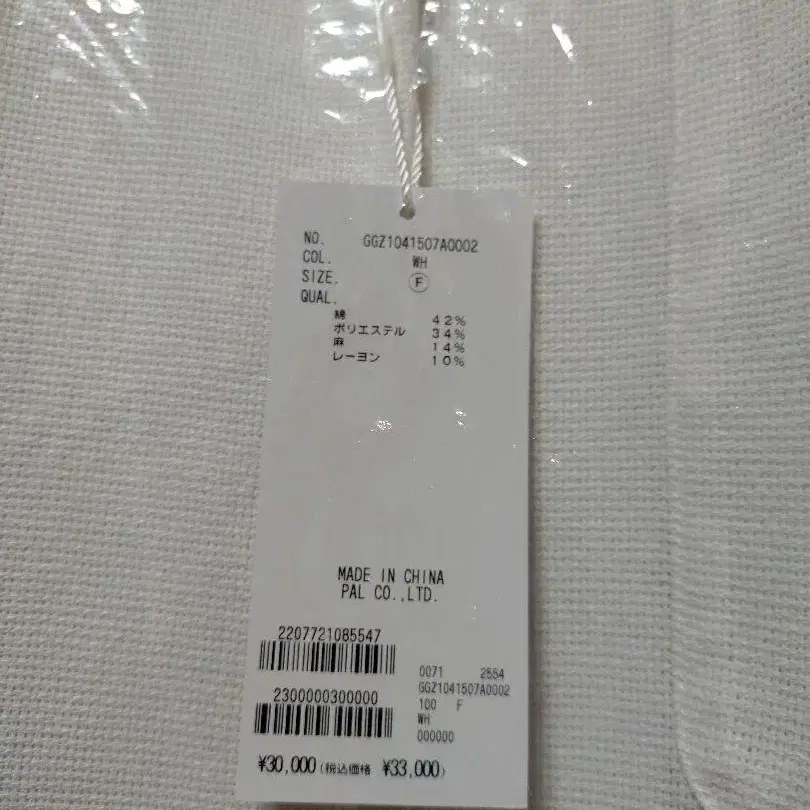 NO. GGZ1041507A0002
COL. WH
SIZE. F
QUAL.
綿 42%
ポリエステル 34%
麻 14%
レーヨン 10%
MADE IN CHINA
PAL CO.,LTD.
2207721085547
0071 2554
GGZ1041507A0002
2300000300000
100 F
WH
000000
¥30,000(税込価格 ¥33,000)